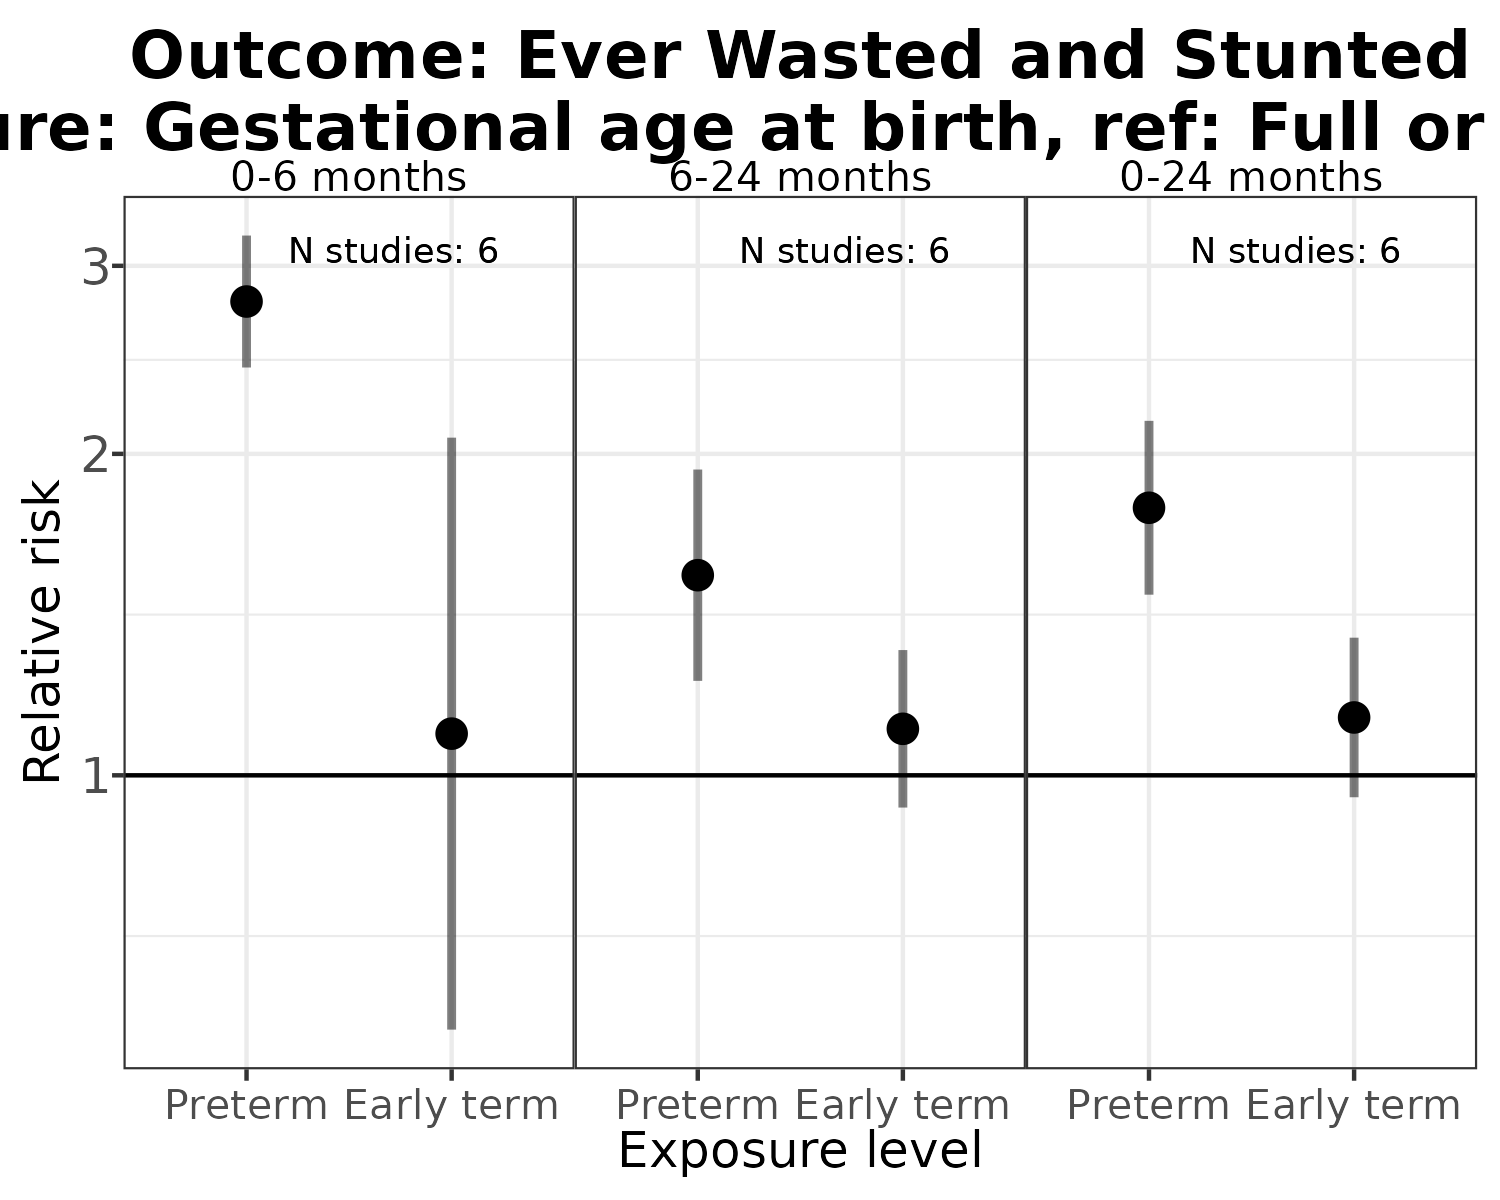 Outcome: Ever Wasted and Stunted
ure: Gestational age at birth, ref: Full or
0-6 months
6-24 months
0-24 months
N studies: 6
N studies: 6
N studies: 6
3
2
1
Relative risk
Preterm
Early term
Preterm
Early term
Preterm
Early term
Exposure level